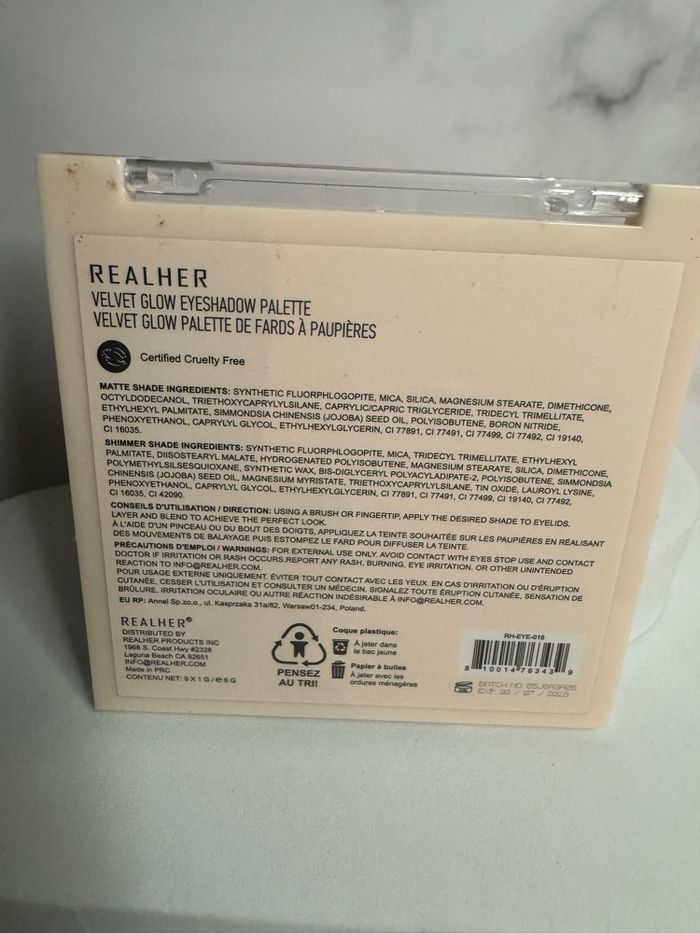 REALHER
VELVET GLOW EYESHADOW PALETTE
VELVET GLOW PALETTE DE FARDS À PAUPIÈRES
Certified Cruelty Free
MATTE SHADE INGREDIENTS: SYNTHETIC FLUORPHLOGOPITE, MICA, SILICA, MAGNESIUM STEARATE, DIMETHICONE,
OCTYLDODECANOL, TRIETHOXYCAPRYLYLSILANE, CAPRYLIC/CAPRIC TRIGLYCERIDE, TRIDECYL TRIMELLITATE,
ETHYLHEXYL PALMITATE, SIMMONDSIA CHINENSIS (JOJOBA) SEED OIL, POLYISOBUTENE, BORON NITRIDE,
PHENOXYETHANOL, CAPRYLYL GLYCOL, ETHYLHEXYLGLYCERIN, CI 77891, CI 77491, CI 77499, CI 77492, CI 19140,
CI 16035.
SHIMMER SHADE INGREDIENTS: SYNTHETIC FLUORPHLOGOPITE, MICA, TRIDECYL TRIMELLITATE, ETHYLHEXYL
PALMITATE, DIISOSTEARYL MALATE, HYDROGENATED POLYISOBUTENE, MAGNESIUM STEARATE, SILICA, DIMETHICONE,
POLYMETHYLSILSESQUIOXANE, SYNTHETIC WAX, BIS-DIGLYCERYL POLYACYLADIPATE-2, POLYISOBUTENE, SIMMONDSIA
CHINENSIS (JOJOBA) SEED OIL, MAGNESIUM MYRISTATE, TRIETHOXYCAPRYLYLSILANE, TIN OXIDE, LAUROYL LYSINE,
PHENOXYETHANOL, CAPRYLYL GLYCOL, ETHYLHEXYLGLYCERIN, CI 77891, CI 77491, CI 77499, CI 19140, CI 77492,
CI 16035, CI 42090.
CONSEILS D'UTILISATION / DIRECTION: USING A BRUSH OR FINGERTIP, APPLY THE DESIRED SHADE TO EYELIDS.
LAYER AND BLEND TO ACHIEVE THE PERFECT LOOK.
À L'AIDE D'UN PINCEAU OU DU BOUT DES DOIGTS, APPLIQUEZ LA TEINTE SOUHAITÉE SUR LES PAUPIÈRES EN RÉALISANT
DES MOUVEMENTS DE BALAYAGE PUIS ESTOMPEZ LE FARD POUR DIFFUSER LA TEINTE.
PRÉCAUTIONS D'EMPLOI / WARNINGS: FOR EXTERNAL USE ONLY. AVOID CONTACT WITH EYES STOP USE AND CONTACT
DOCTOR IF IRRITATION OR RASH OCCURS.REPORT ANY RASH, BURNING, EYE IRRITATION. OR OTHER UNINTENDED
REACTION TO INFO@REALHER.COM.
POUR USAGE EXTERNE UNIQUEMENT. ÉVITER TOUT CONTACT AVEC LES YEUX. EN CAS D'IRRITATION OU D'ÉRUPTION
CUTANÉE, CESSER L'UTILISATION ET CONSULTER UN MÉDECIN. SIGNALEZ TOUTE ÉRUPTION CUTANÉE, SENSATION DE
BRÛLURE, IRRITATION OCULAIRE OU AUTRE RÉACTION INDÉSIRABLE À INFO@REALHER.COM.
EU RP: Annel Sp.zo.o., ul. Kasprzaka 31a/62, Warsaw01-234, Poland.
REALHER®
DISTRIBUTED BY
REALHER PRODUCTS INC
1968 S. Coast Hwy #2328
Laguna Beach CA 92651
INFO@REALHER.COM
Made in PRC
CONTENU NET: 9 X 1 G/℮9G
PENSEZ
AU TRI!
Coque plastique:
À jeter dans
le bac jaune
Papier à bulles
À jeter avec les
ordures ménagères
RH-EYE-018
8 10014 76343 9
EXP: 30 / 07 / 2028